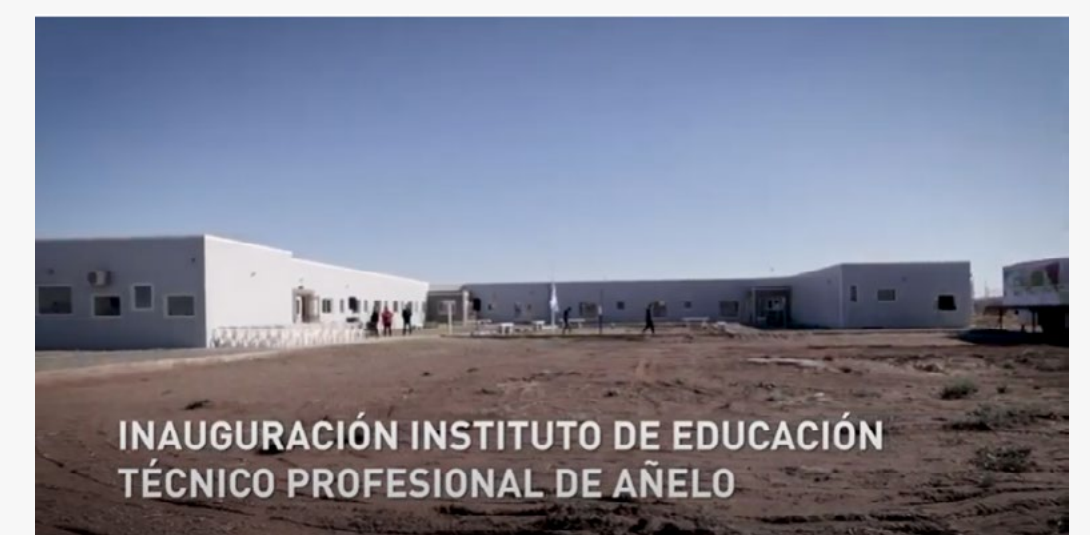 INAUGURACIÓN INSTITUTO DE EDUCACIÓN
TÉCNICO PROFESIONAL DE AÑELO